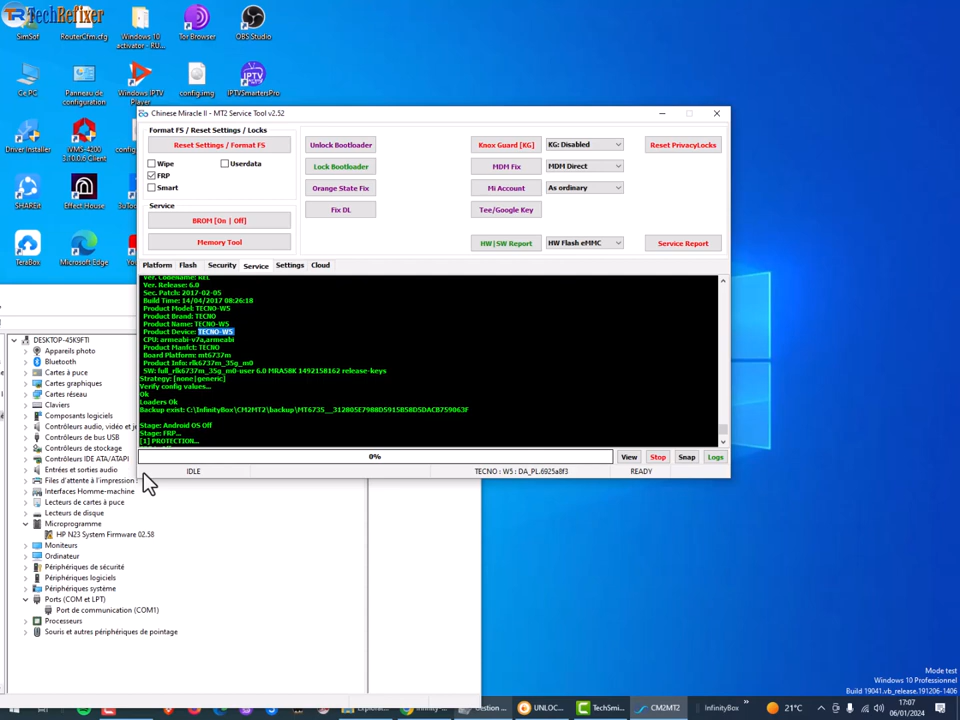 TechRefixer
TR
SimSof
RouterCfm.cfg
Windows 10
activator - RU...
Tor Browser
OBS Studio
Ce PC
Panneau de
configuration
Windows IPTV
Player
config.img
IPTVSmartersPro
Driver Installer
WMS-4200
3.10.0.6 Client
SHAREit
Effect House
TeraBox
Microsoft Edge
Chinese Miracle II - MT2 Service Tool v2.52
Format FS / Reset Settings / Locks
Reset Settings / Format FS
Wipe
Userdata
FRP
Smart
Service
BROM [On | Off]
Memory Tool
Unlock Bootloader
Lock Bootloader
Orange State Fix
Fix DL
Knox Guard [KG]
KG: Disabled
MDM Fix
MDM Direct
Mi Account
As ordinary
Tee/Google Key
HW|SW Report
HW Flash eMMC
Reset PrivacyLocks
Service Report
Platform Flash Security Service Settings Cloud
Ver. Codename: REL
Ver. Release: 6.0
Sec. Patch: 2017-02-05
Build Time: 14/04/2017 08:26:18
Product Model: TECNO-W5
Product Brand: TECNO
Product Name: TECNO-W5
Product Device: TECNO-W5
CPU: armeabi-v7a,armeabi
Product Manfct: TECNO
Board Platform: mt6737m
Product Info: rlk6737m_35g_m0
SW: full_rlk6737m_35g_m0-user 6.0 MRA58K 1492158162 release-keys
Strategy: [none|generic]
Verify config values...
Ok
Loaders Ok
Backup exist: C:\InfinityBox\CM2MT2\backup\MT6735__312805E7988D5915B58D5DACB759063F
Stage: Android OS Off
Stage: FRP...
[1] PROTECTION...
0%
View Stop Snap Logs
IDLE
TECNO : W5 : DA_PL.6925a8f3
READY
DESKTOP-45K9FTI
Appareils photo
Bluetooth
Cartes à puce
Cartes graphiques
Cartes réseau
Claviers
Composants logiciels
Contrôleurs audio, vidéo et je
Contrôleurs de bus USB
Contrôleurs de stockage
Contrôleurs IDE ATA/ATAPI
Entrées et sorties audio
Files d'attente à l'impression :
Interfaces Homme-machine
Lecteurs de cartes à puce
Lecteurs de disque
Microprogramme
HP N23 System Firmware 02.58
Moniteurs
Ordinateur
Périphériques de sécurité
Périphériques logiciels
Périphériques système
Ports (COM et LPT)
Port de communication (COM1)
Processeurs
Souris et autres périphériques de pointage
Mode test
Windows 10 Professionnel
Build 19041.vb_release.191206-1406
Gestion
UNLOC...
TechSmi...
CM2MT2
InfinityBox
21°C
17:07
06/01/2024